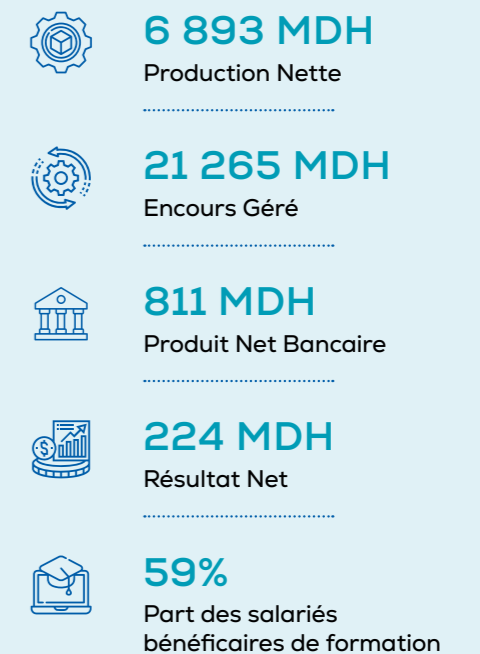 6 893 MDH
Production Nette
21 265 MDH
Encours Géré
811 MDH
Produit Net Bancaire
224 MDH
Résultat Net
59%
Part des salariés
bénéficaires de formation